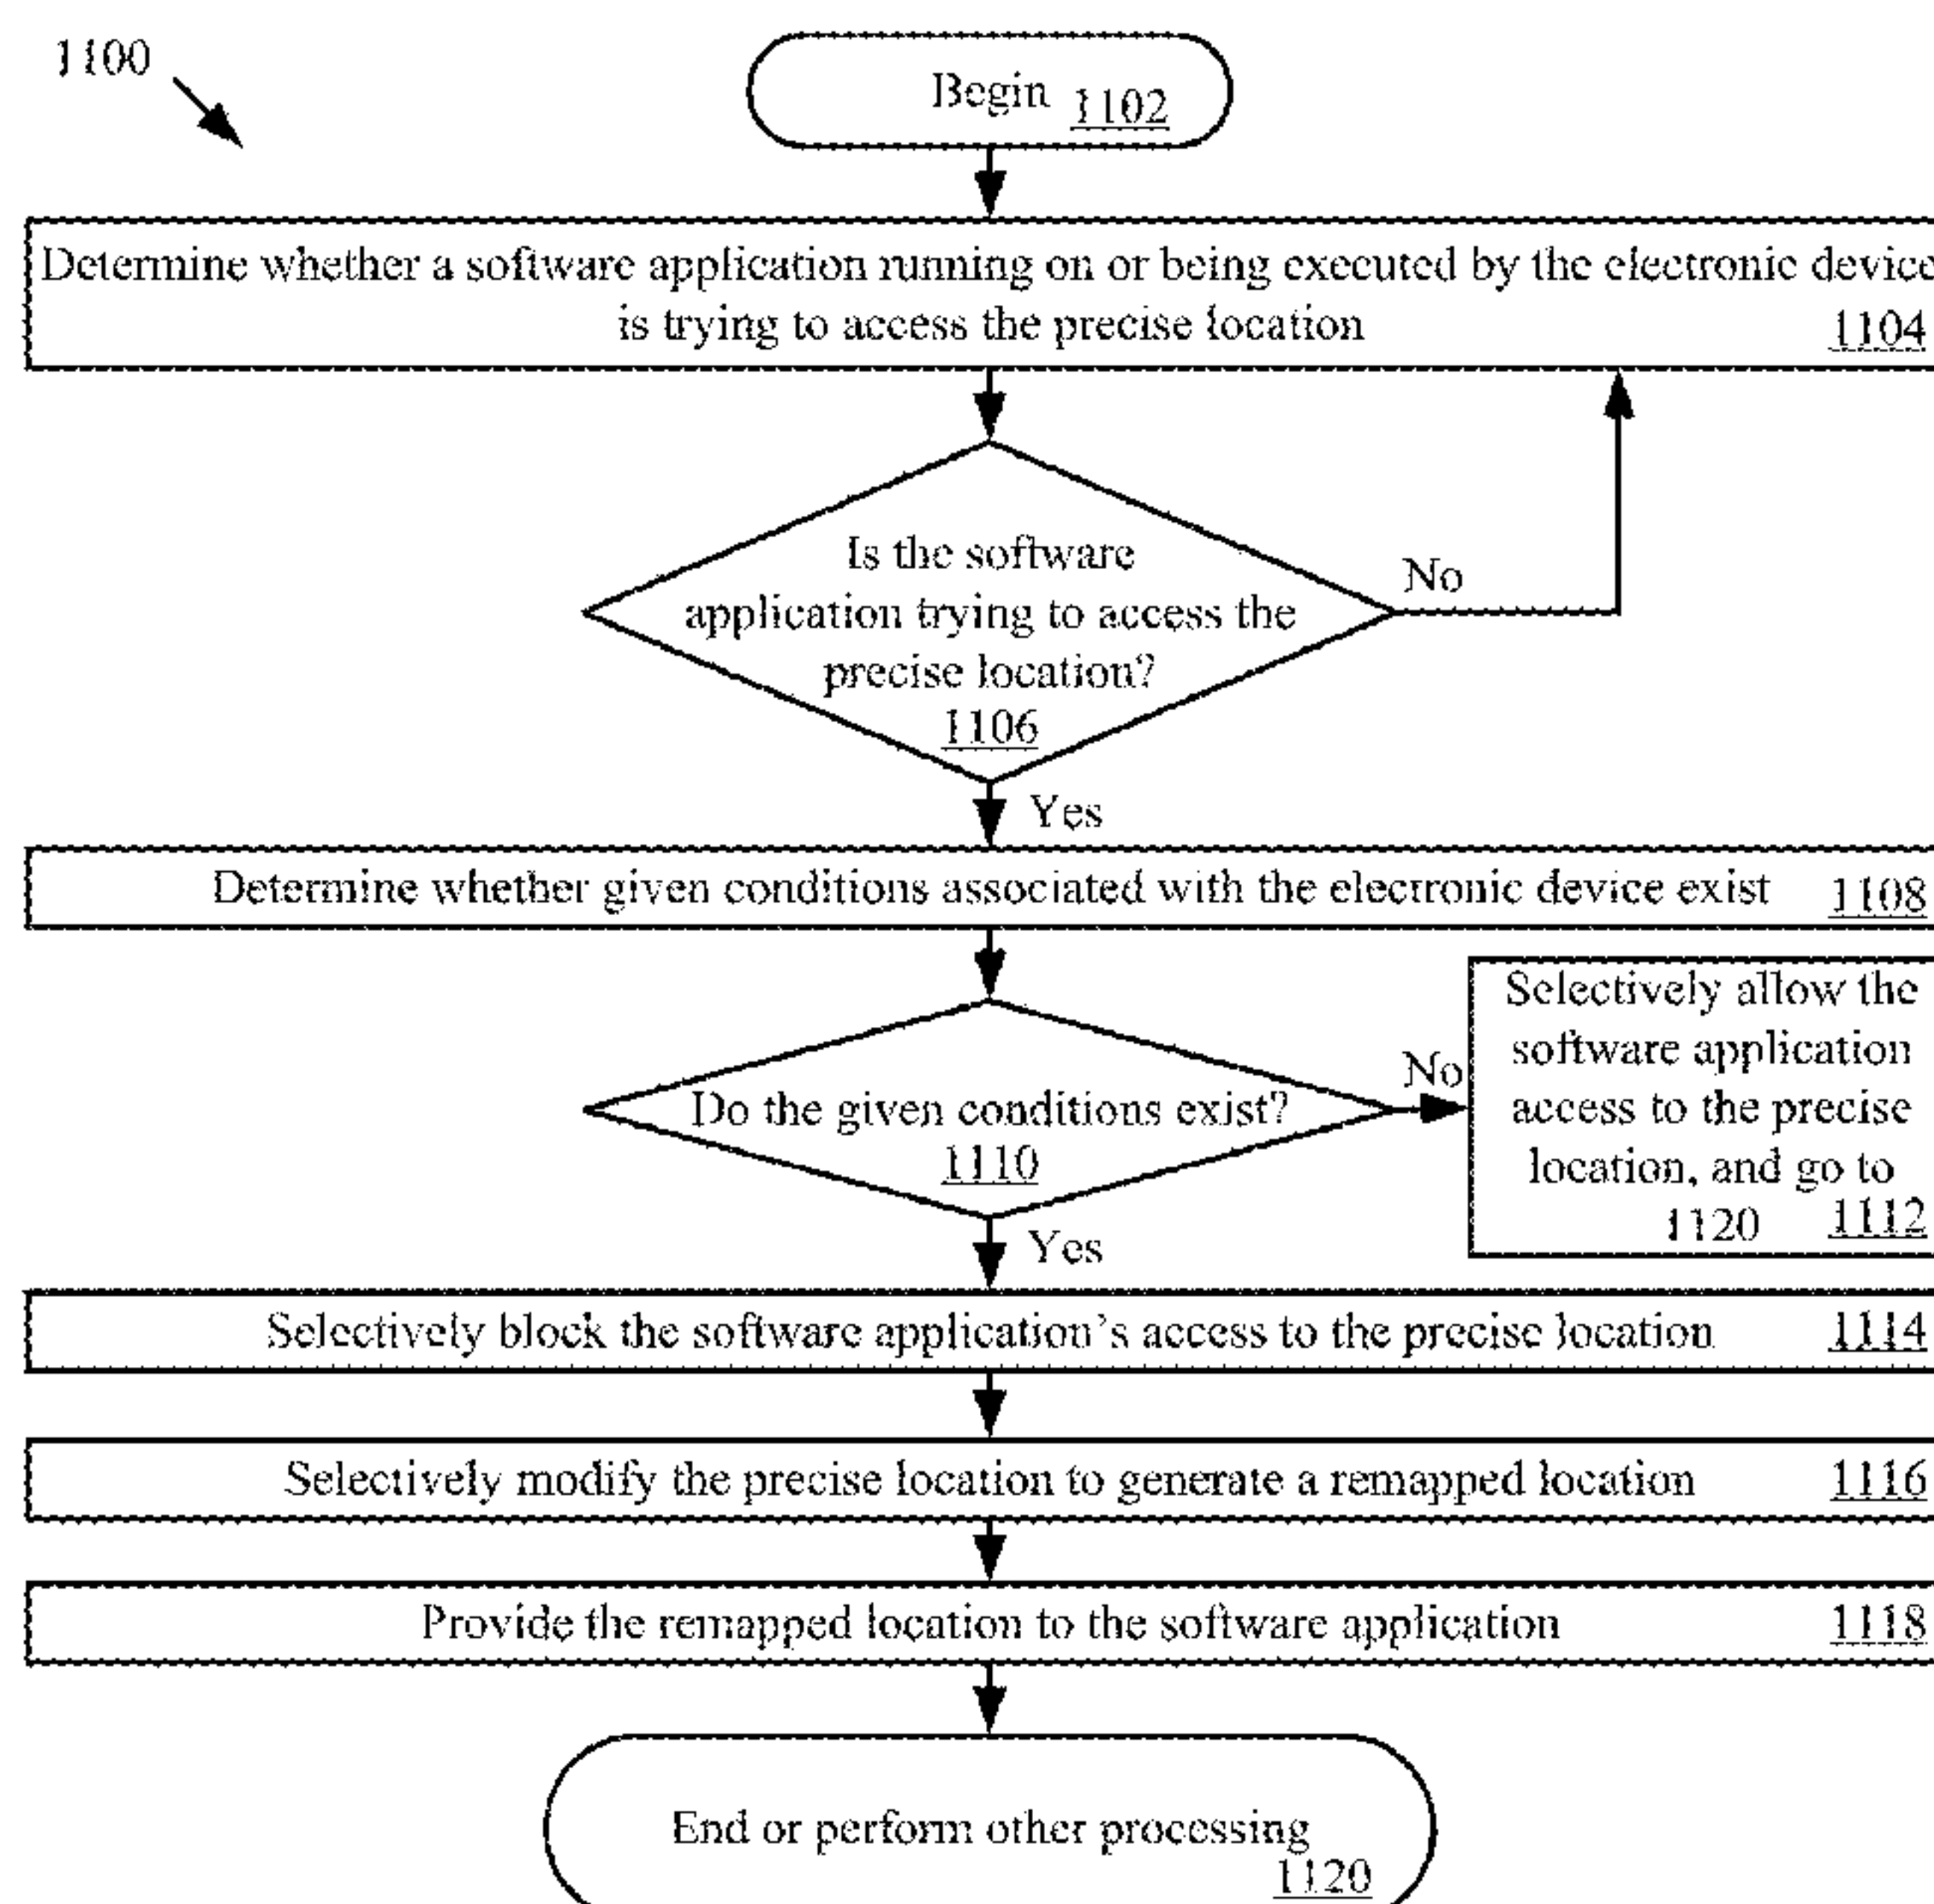 1100
Begin 1102
Determine whether a software application running on or being executed by the electronic device
is trying to access the precise location 1104
Is the software
application trying to access the
precise location?
1106
No
Yes
Determine whether given conditions associated with the electronic device exist 1108
Do the given conditions exist?
1110
No
Selectively allow the
software application
access to the precise
location, and go to
1120 1112
Yes
Selectively block the software application's access to the precise location 1114
Selectively modify the precise location to generate a remapped location 1116
Provide the remapped location to the software application 1118
End or perform other processing
1120